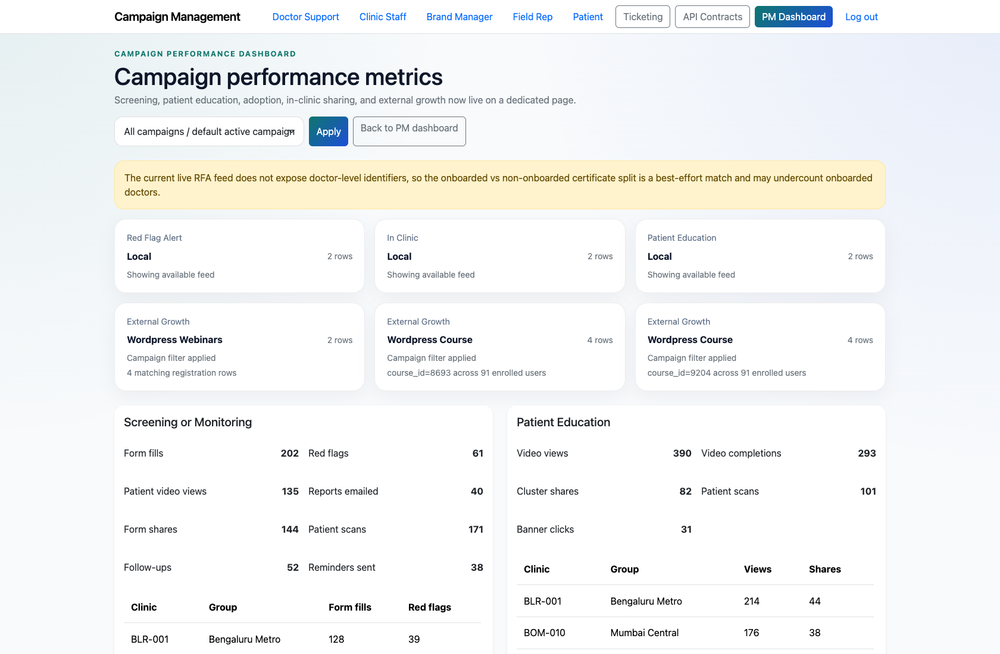 Campaign Management
Doctor Support
Clinic Staff
Brand Manager
Field Rep
Patient
Ticketing
API Contracts
PM Dashboard
Log out
CAMPAIGN PERFORMANCE DASHBOARD
Campaign performance metrics
Screening, patient education, adoption, in-clinic sharing, and external growth now live on a dedicated page.
All campaigns / default active campaign
Apply
Back to PM dashboard
The current live RFA feed does not expose doctor-level identifiers, so the onboarded vs non-onboarded certificate split is a best-effort match and may undercount onboarded
doctors.
Red Flag Alert
Local
2 rows
Showing available feed
In Clinic
Local
2 rows
Showing available feed
Patient Education
Local
2 rows
Showing available feed
External Growth
Wordpress Webinars
2 rows
Campaign filter applied
4 matching registration rows
External Growth
Wordpress Course
4 rows
Campaign filter applied
course_id=8693 across 91 enrolled users
External Growth
Wordpress Course
4 rows
Campaign filter applied
course_id=9204 across 91 enrolled users
Screening or Monitoring
Form fills 202 Red flags 61
Patient video views 135 Reports emailed 40
Form shares 144 Patient scans 171
Follow-ups 52 Reminders sent 38
Clinic Group Form fills Red flags
BLR-001 Bengaluru Metro 128 39
Patient Education
Video views 390 Video completions 293
Cluster shares 82 Patient scans 101
Banner clicks 31
Clinic Group Views Shares
BLR-001 Bengaluru Metro 214 44
BOM-010 Mumbai Central 176 38